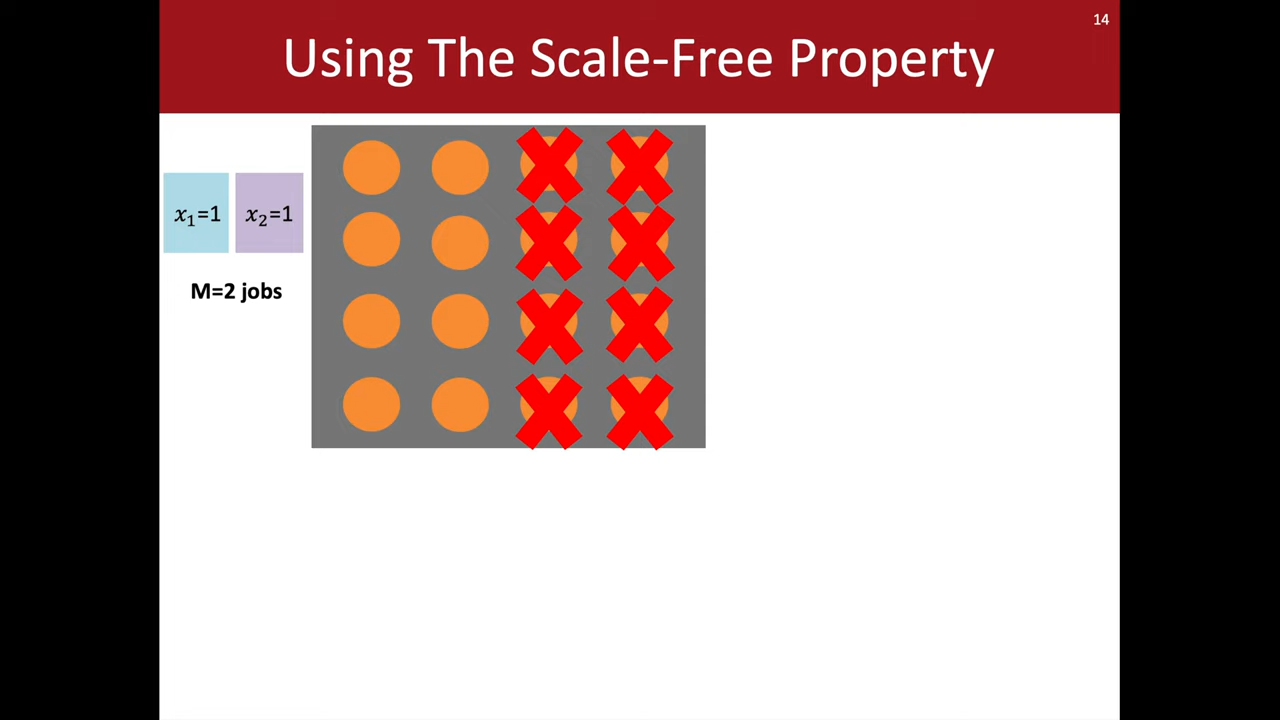 14
Using The Scale-Free Property
x₁=1 x₂=1
M=2 jobs